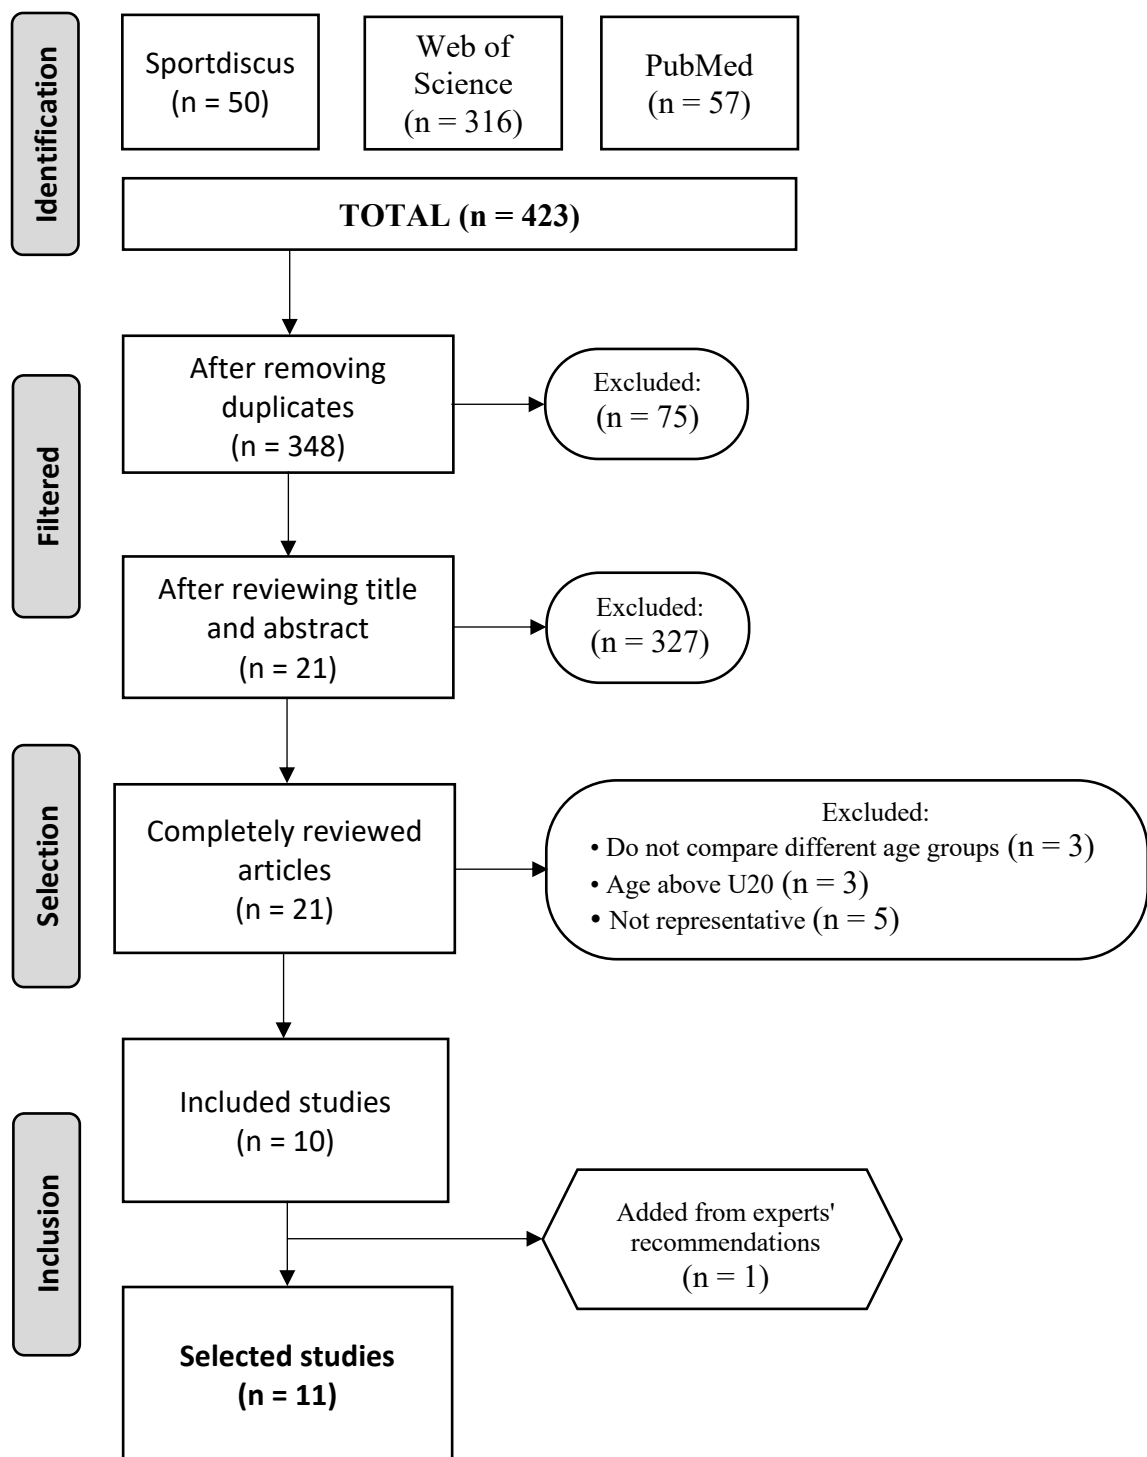 Identification
Sportdiscus
(n = 50)
Web of
Science
(n = 316)
PubMed
(n = 57)
TOTAL (n = 423)
Filtered
After removing
duplicates
(n = 348)
Excluded:
(n = 75)
After reviewing title
and abstract
(n = 21)
Excluded:
(n = 327)
Selection
Completely reviewed
articles
(n = 21)
Excluded:
• Do not compare different age groups (n = 3)
• Age above U20 (n = 3)
• Not representative (n = 5)
Inclusion
Included studies
(n = 10)
Added from experts'
recommendations
(n = 1)
Selected studies
(n = 11)